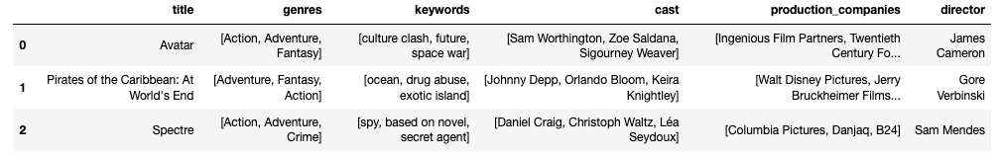 title genres keywords cast production_companies director
0 Avatar [Action, Adventure, Fantasy] [culture clash, future, space war] [Sam Worthington, Zoe Saldana, Sigourney Weaver] [Ingenious Film Partners, Twentieth Century Fo... James Cameron
1 Pirates of the Caribbean: At World's End [Adventure, Fantasy, Action] [ocean, drug abuse, exotic island] [Johnny Depp, Orlando Bloom, Keira Knightley] [Walt Disney Pictures, Jerry Bruckheimer Films... Gore Verbinski
2 Spectre [Action, Adventure, Crime] [spy, based on novel, secret agent] [Daniel Craig, Christoph Waltz, Léa Seydoux] [Columbia Pictures, Danjaq, B24] Sam Mendes